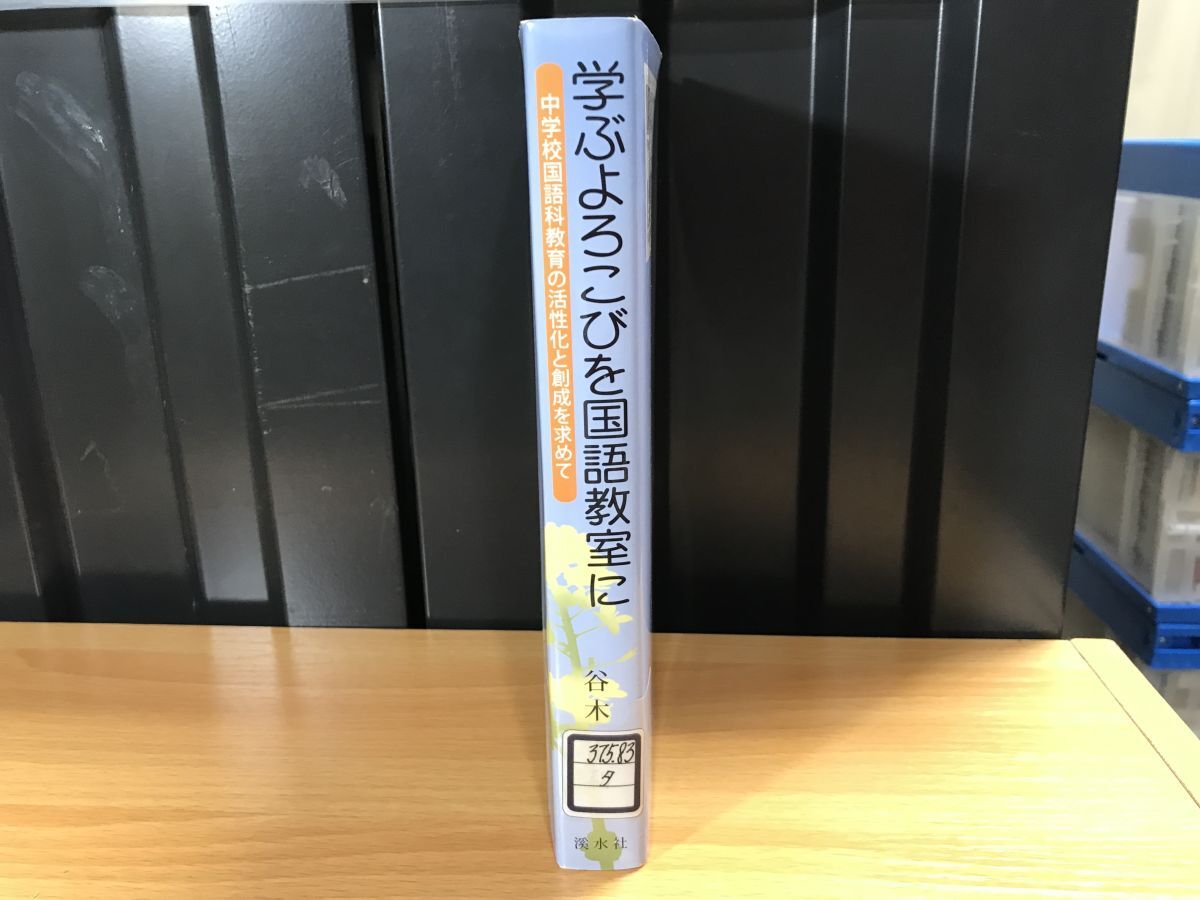 学ぶよろこびを国語教室に
中学校国語科教育の活性化と創成を求めて
谷木
375.83
タ
溪水社